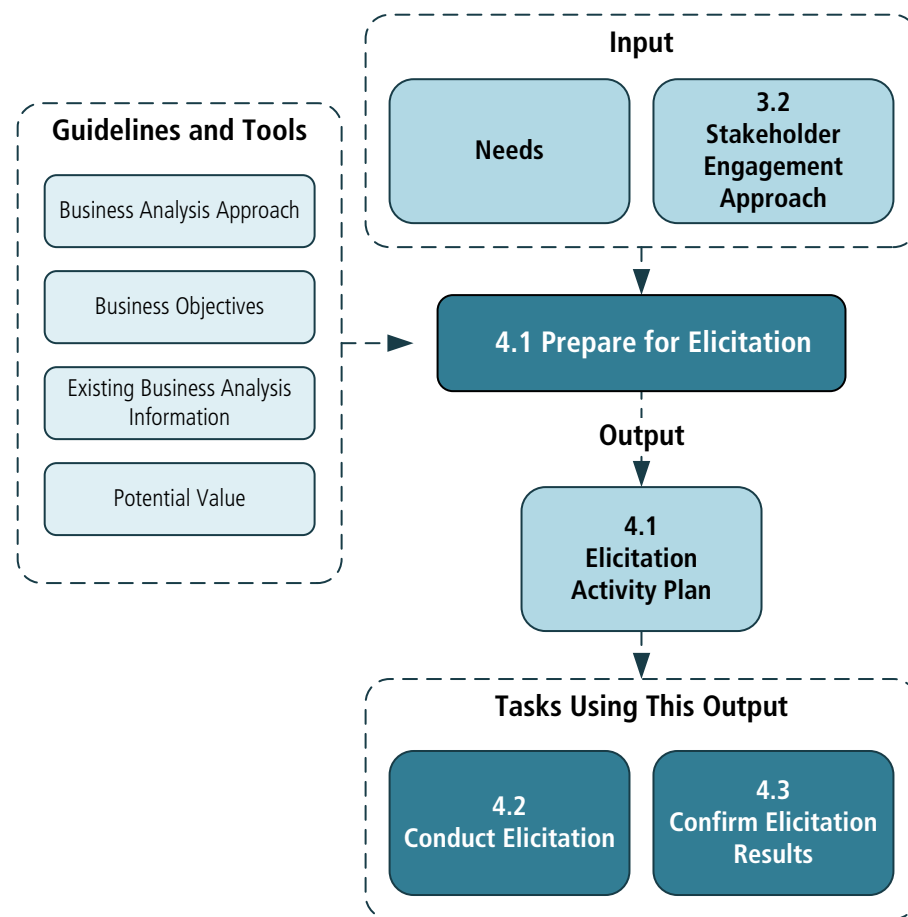 Input
Needs
3.2
Stakeholder
Engagement
Approach
Guidelines and Tools
Business Analysis Approach
Business Objectives
Existing Business Analysis
Information
Potential Value
4.1 Prepare for Elicitation
Output
4.1
Elicitation
Activity Plan
Tasks Using This Output
4.2
Conduct Elicitation
4.3
Confirm Elicitation
Results